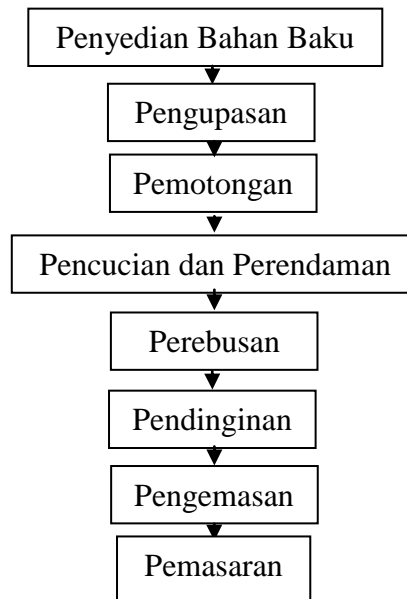 Penyedian Bahan Baku
Pengupasan
Pemotongan
Pencucian dan Perendaman
Perebusan
Pendinginan
Pengemasan
Pemasaran